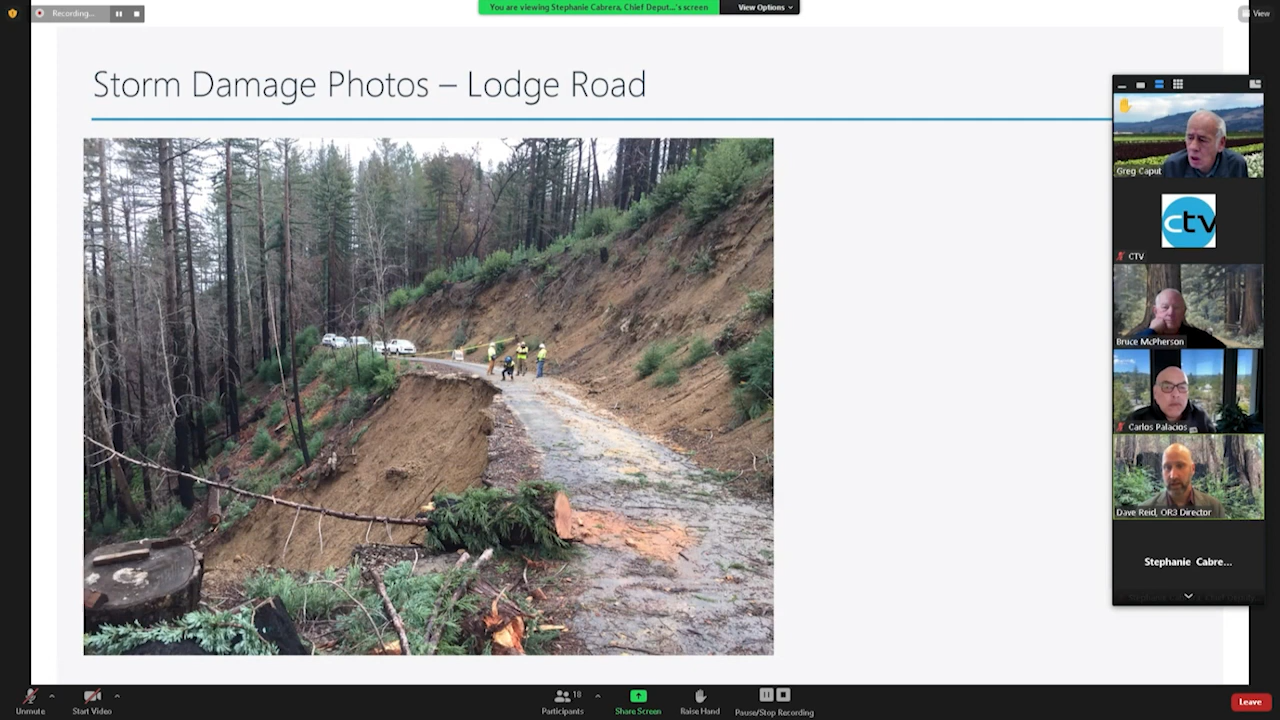 Recording...
You are viewing Stephanie Cabrera, Chief Deput...'s screen
View Options
View
Storm Damage Photos – Lodge Road
Greg Caput
ctv
CTV
Bruce McPherson
Carlos Palacios
Dave Reid, OR3 Director
Stephanie Cabre...
Unmute
Start Video
18
Participants
Share Screen
Raise Hand
Pause/Stop Recording
Leave